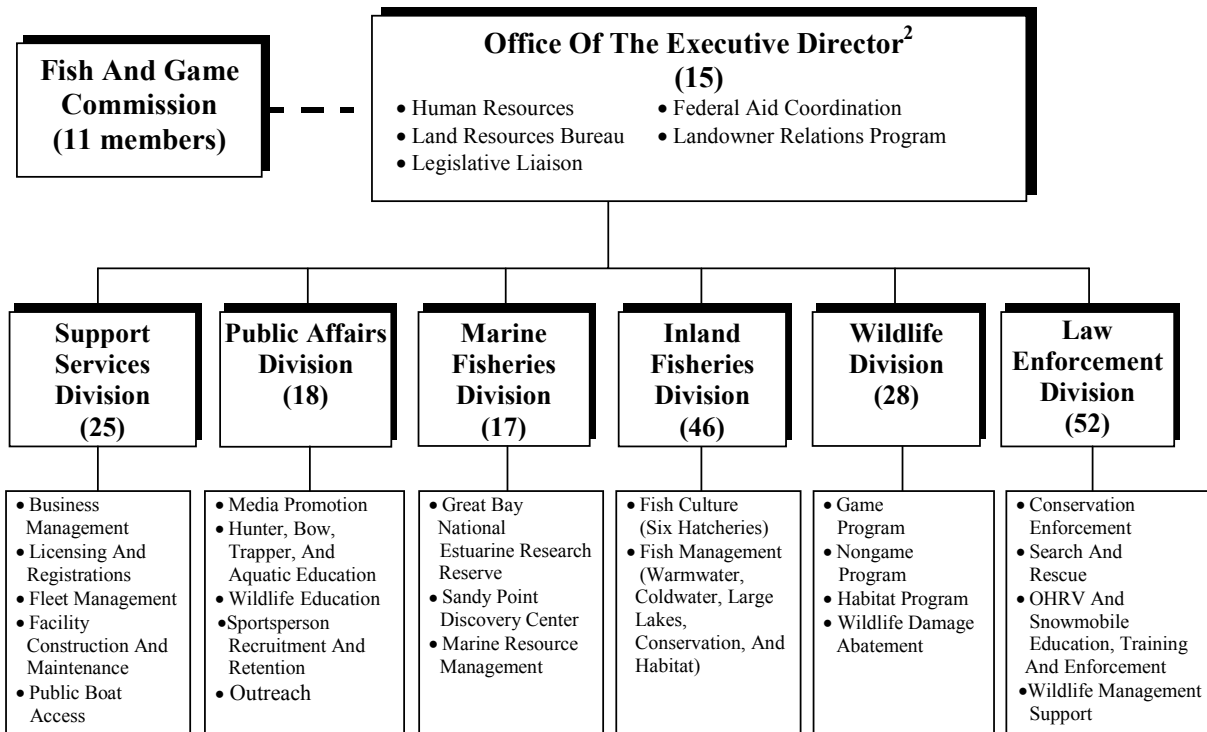 Fish And Game
Commission
(11 members)
Office Of The Executive Director2
(15)
• Human Resources
• Land Resources Bureau
• Legislative Liaison
• Federal Aid Coordination
• Landowner Relations Program
Support
Services
Division
(25)
Public Affairs
Division
(18)
Marine
Fisheries
Division
(17)
Inland
Fisheries
Division
(46)
Wildlife
Division
(28)
Law
Enforcement
Division
(52)
• Business
Management
• Licensing And
Registrations
• Fleet Management
• Facility
Construction And
Maintenance
• Public Boat
Access
• Media Promotion
• Hunter, Bow,
Trapper, And
Aquatic Education
• Wildlife Education
•Sportsperson
Recruitment And
Retention
• Outreach
• Great Bay
National
Estuarine Research
Reserve
• Sandy Point
Discovery Center
• Marine Resource
Management
• Fish Culture
(Six Hatcheries)
• Fish Management
(Warmwater,
Coldwater, Large
Lakes,
Conservation, And
Habitat)
• Game
Program
• Nongame
Program
• Habitat Program
• Wildlife Damage
Abatement
• Conservation
Enforcement
• Search And
Rescue
• OHRV And
Snowmobile
Education, Training
And Enforcement
•Wildlife Management
Support